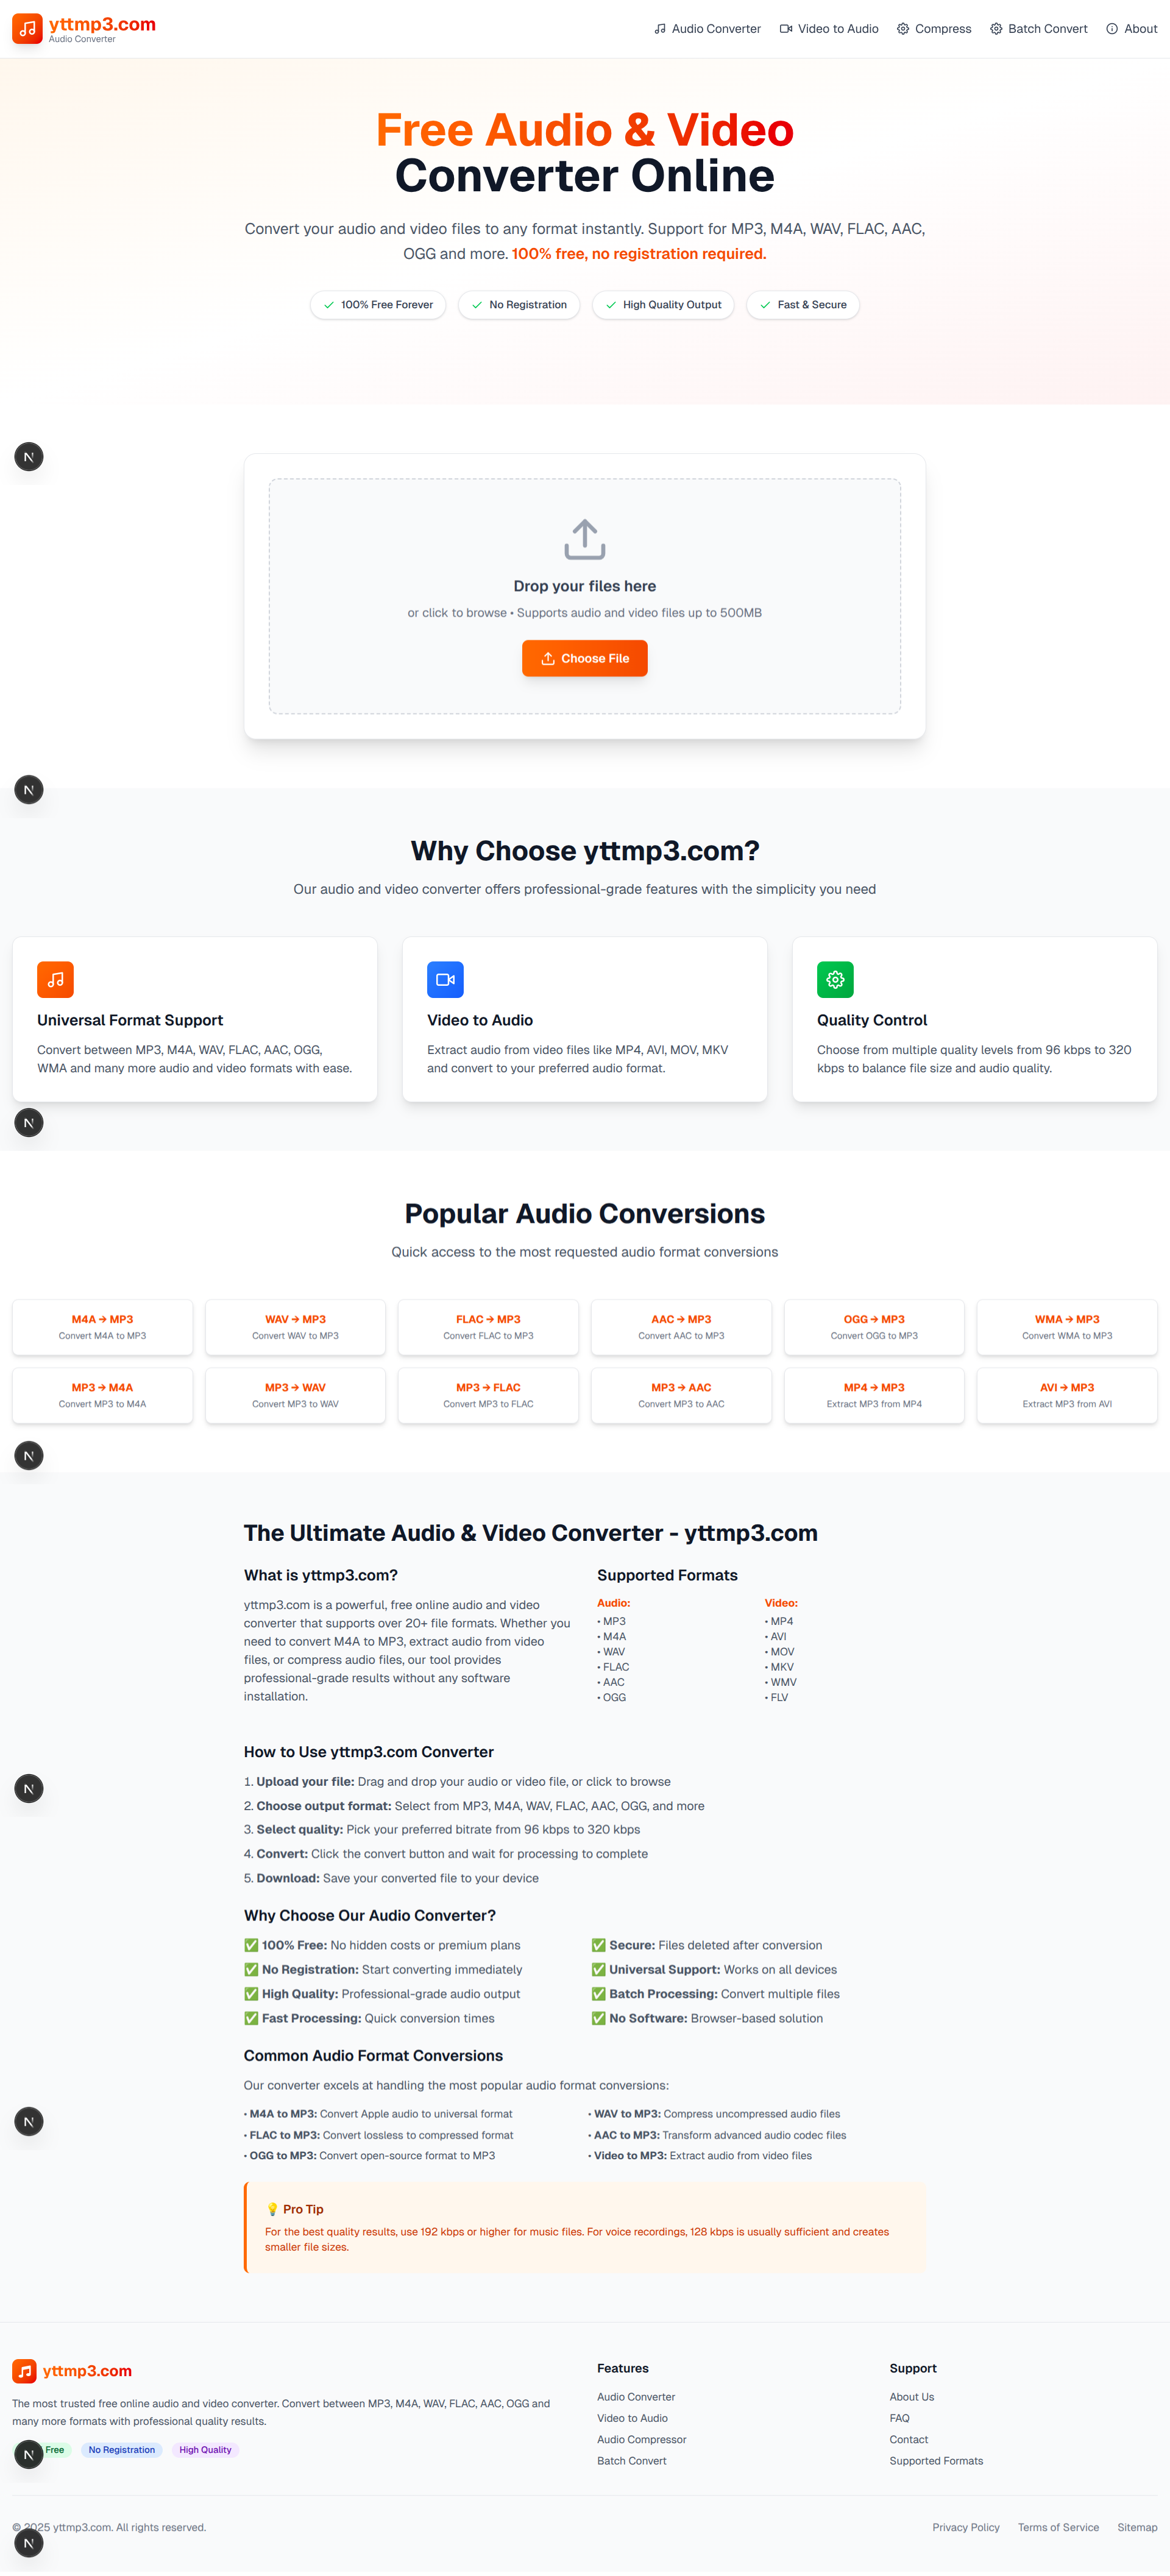 yttmp3.com
Audio Converter
Audio Converter
Video to Audio
Compress
Batch Convert
About
Free Audio & Video
Converter Online
Convert your audio and video files to any format instantly. Support for MP3, M4A, WAV, FLAC, AAC,
OGG and more. 100% free, no registration required.
100% Free Forever
No Registration
High Quality Output
Fast & Secure
N
Drop your files here
or click to browse • Supports audio and video files up to 500MB
Choose File
N
Why Choose yttmp3.com?
Our audio and video converter offers professional-grade features with the simplicity you need
Universal Format Support
Convert between MP3, M4A, WAV, FLAC, AAC, OGG,
WMA and many more audio and video formats with ease.
Video to Audio
Extract audio from video files like MP4, AVI, MOV, MKV
and convert to your preferred audio format.
Quality Control
Choose from multiple quality levels from 96 kbps to 320
kbps to balance file size and audio quality.
N
Popular Audio Conversions
Quick access to the most requested audio format conversions
M4A → MP3
Convert M4A to MP3
WAV → MP3
Convert WAV to MP3
FLAC → MP3
Convert FLAC to MP3
AAC → MP3
Convert AAC to MP3
OGG → MP3
Convert OGG to MP3
WMA → MP3
Convert WMA to MP3
MP3 → M4A
Convert MP3 to M4A
MP3 → WAV
Convert MP3 to WAV
MP3 → FLAC
Convert MP3 to FLAC
MP3 → AAC
Convert MP3 to AAC
MP4 → MP3
Extract MP3 from MP4
AVI → MP3
Extract MP3 from AVI
N
The Ultimate Audio & Video Converter - yttmp3.com
What is yttmp3.com?
yttmp3.com is a powerful, free online audio and video
converter that supports over 20+ file formats. Whether you
need to convert M4A to MP3, extract audio from video
files, or compress audio files, our tool provides
professional-grade results without any software
installation.
Supported Formats
Audio:
• MP3
• M4A
• WAV
• FLAC
• AAC
• OGG
Video:
• MP4
• AVI
• MOV
• MKV
• WMV
• FLV
How to Use yttmp3.com Converter
N
1. Upload your file: Drag and drop your audio or video file, or click to browse
2. Choose output format: Select from MP3, M4A, WAV, FLAC, AAC, OGG, and more
3. Select quality: Pick your preferred bitrate from 96 kbps to 320 kbps
4. Convert: Click the convert button and wait for processing to complete
5. Download: Save your converted file to your device
Why Choose Our Audio Converter?
✅ 100% Free: No hidden costs or premium plans
✅ Secure: Files deleted after conversion
✅ No Registration: Start converting immediately
✅ Universal Support: Works on all devices
✅ High Quality: Professional-grade audio output
✅ Batch Processing: Convert multiple files
✅ Fast Processing: Quick conversion times
✅ No Software: Browser-based solution
Common Audio Format Conversions
Our converter excels at handling the most popular audio format conversions:
N
• M4A to MP3: Convert Apple audio to universal format
• WAV to MP3: Compress uncompressed audio files
• FLAC to MP3: Convert lossless to compressed format
• AAC to MP3: Transform advanced audio codec files
• OGG to MP3: Convert open-source format to MP3
• Video to MP3: Extract audio from video files
💡 Pro Tip
For the best quality results, use 192 kbps or higher for music files. For voice recordings, 128 kbps is usually sufficient and creates
smaller file sizes.
yttmp3.com
The most trusted free online audio and video converter. Convert between MP3, M4A, WAV, FLAC, AAC, OGG and
many more formats with professional quality results.
N
Free
No Registration
High Quality
Features
Audio Converter
Video to Audio
Audio Compressor
Batch Convert
Support
About Us
FAQ
Contact
Supported Formats
© 2025 yttmp3.com. All rights reserved.
Privacy Policy
Terms of Service
Sitemap
N